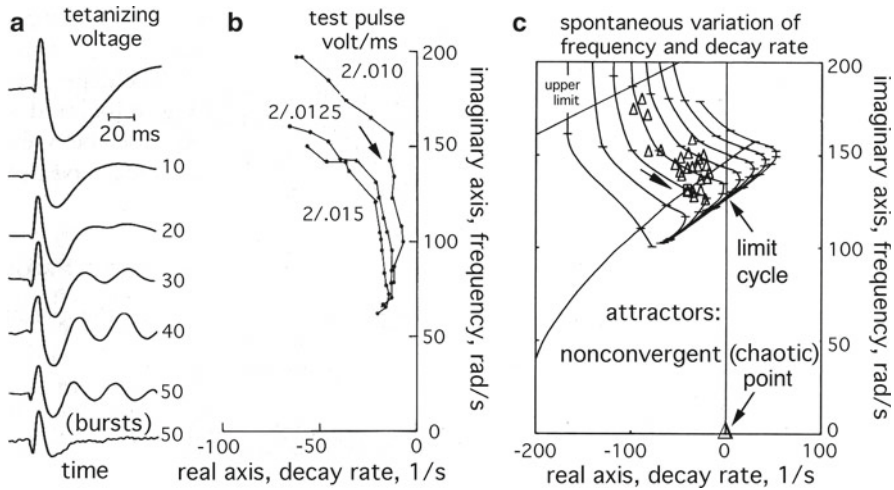 a
tetanizing
voltage
20 ms
10
20
30
40
50
(bursts)
50
time
b
test pulse
volt/ms
2/.010
2/.0125
2/.015
200
150
100
50
0
imaginary axis, frequency, rad/s
-100
-50
0
real axis, decay rate, 1/s
c
spontaneous variation of
frequency and decay rate
upper
limit
limit
cycle
attractors:
nonconvergent (chaotic)
point
200
150
100
50
0
imaginary axis, frequency, rad/s
-200
-100
0
100
real axis, decay rate, 1/s